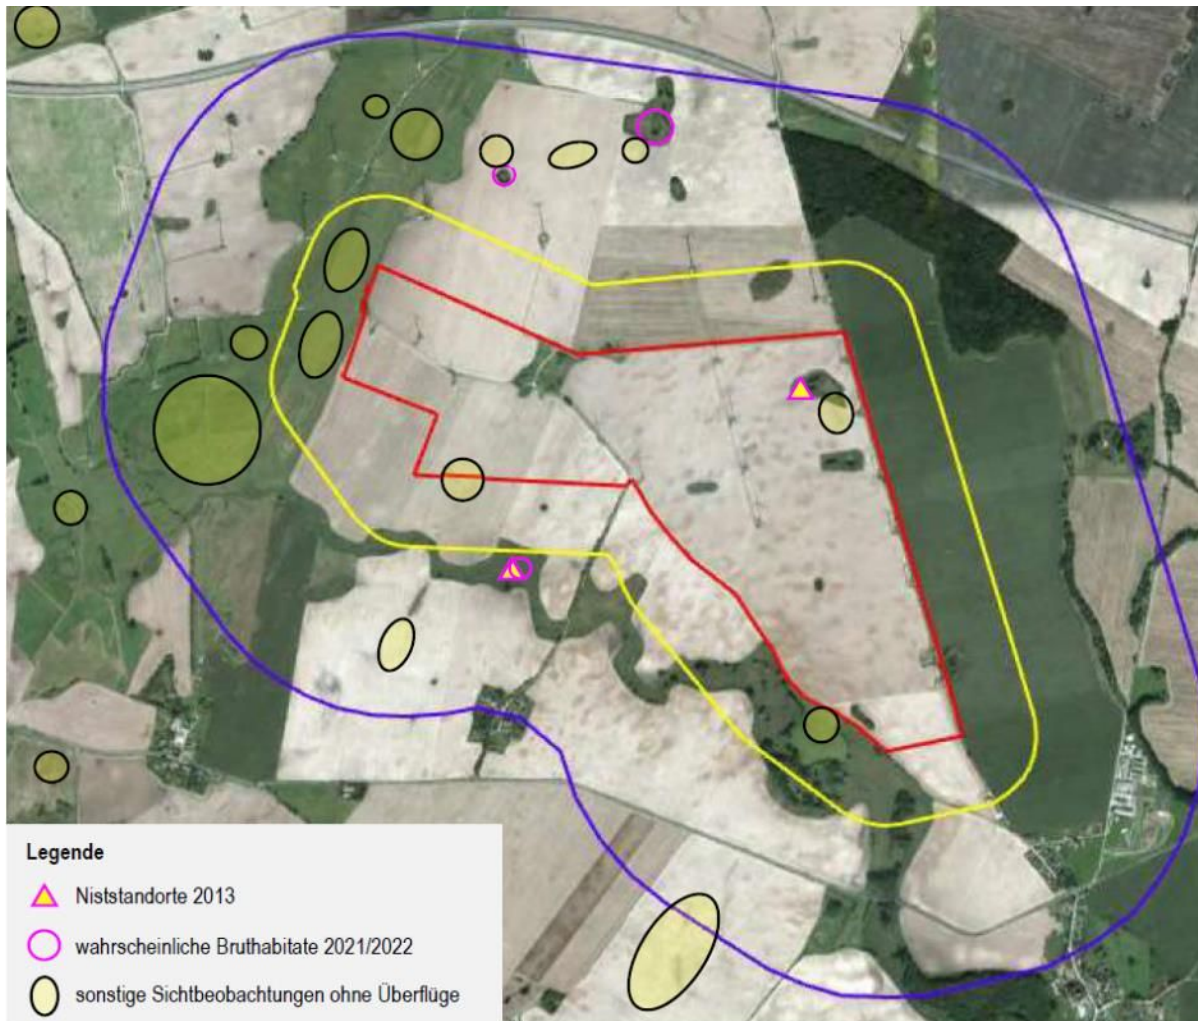 Legende
Niststandorte 2013
wahrscheinliche Bruthabitate 2021/2022
sonstige Sichtbeobachtungen ohne Überflüge